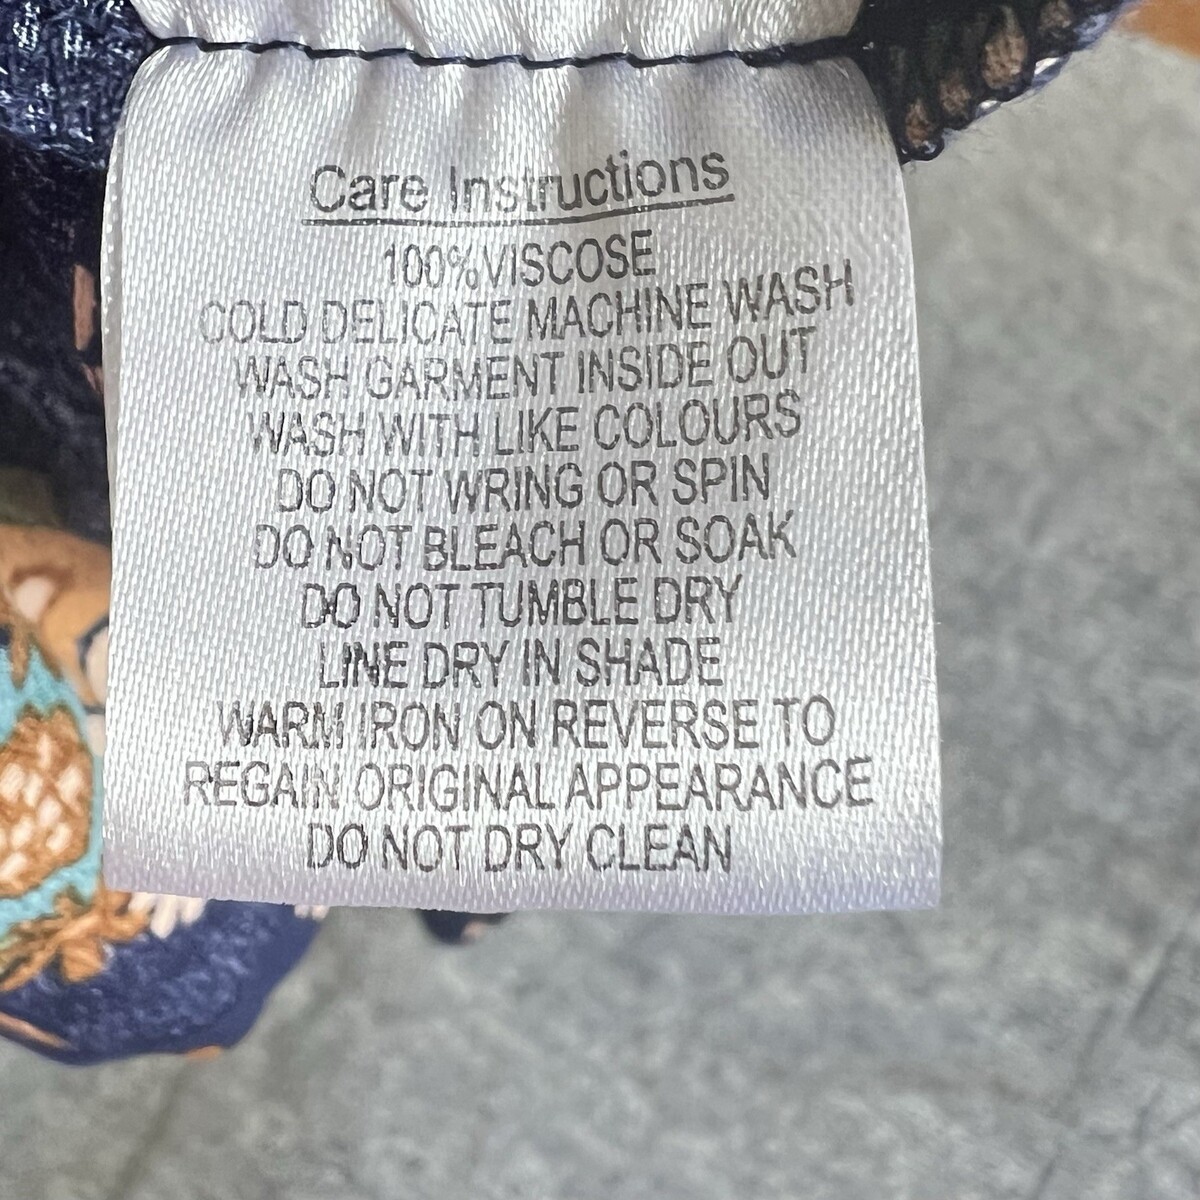 Care Instructions
100%VISCOSE
COLD DELICATE MACHINE WASH
WASH GARMENT INSIDE OUT
WASH WITH LIKE COLOURS
DO NOT WRING OR SPIN
DO NOT BLEACH OR SOAK
DO NOT TUMBLE DRY
LINE DRY IN SHADE
WARM IRON ON REVERSE TO
REGAIN ORIGINAL APPEARANCE
DO NOT DRY CLEAN